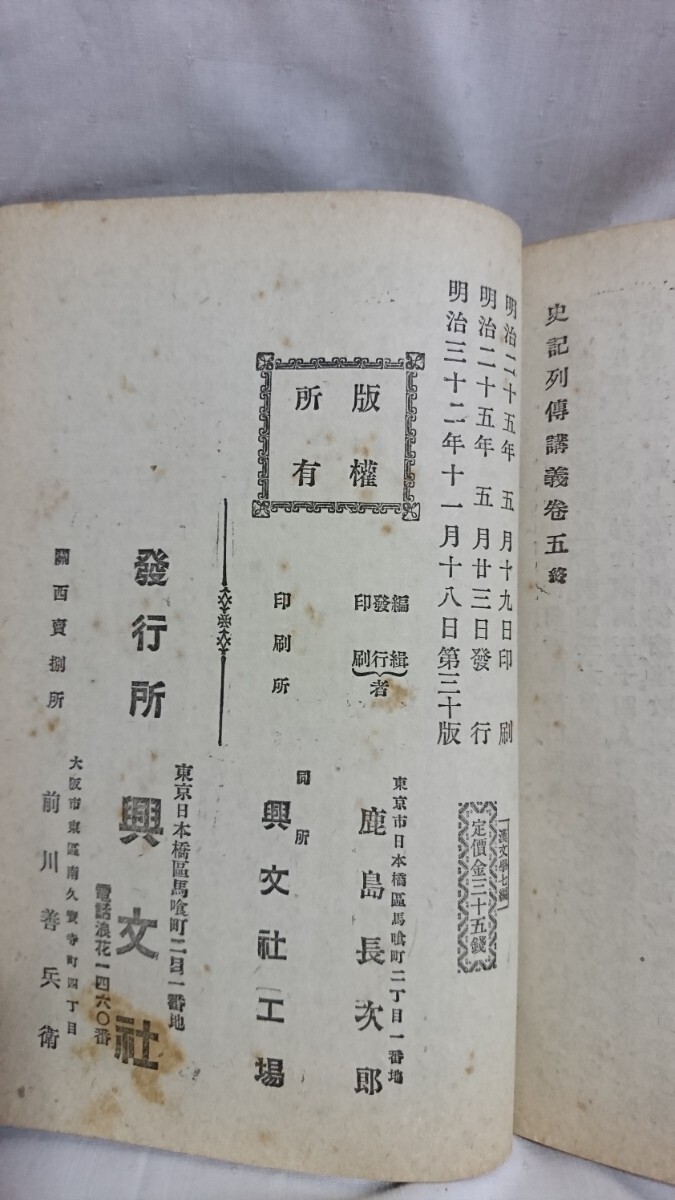 史記列傳講義卷五終
明治二十五年五月十九日印刷
明治二十五年五月廿三日發行
明治三十二年十一月十八日第三十版
漢文學七編
定價金三十五錢
版權
所有
編輯
發行
印刷
者
東京市日本橋區馬喰町二丁目一番地
鹿島長次郎
印刷所
同所
興文社工場
發行所
東京日本橋區馬喰町二目一番地
興文社
電話浪花一四六〇番
關西賣捌所
大阪市東區南久寶寺町四丁目
前川善兵衛